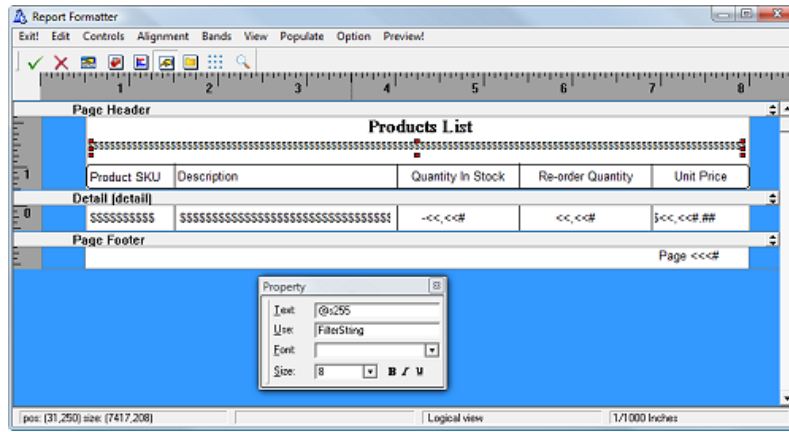 Report Formatter
Exit! Edit Controls Alignment Bands View Populate Option Preview!
1 2 3 4 5 6 7 8
Page Header
Products List
1
Product SKU Description Quantity In Stock Re-order Quantity Unit Price
Detail (detail)
0
$$$$$$$$$$ -<<,<<# <<,<<# $<<,<<#.##
Page Footer
Page <<<#
Property
Text: @s255
Use: FilterString
Font:
Size: 8 B I U
pos: (31,250) size: (7417,208) Logical view 1/1000 Inches